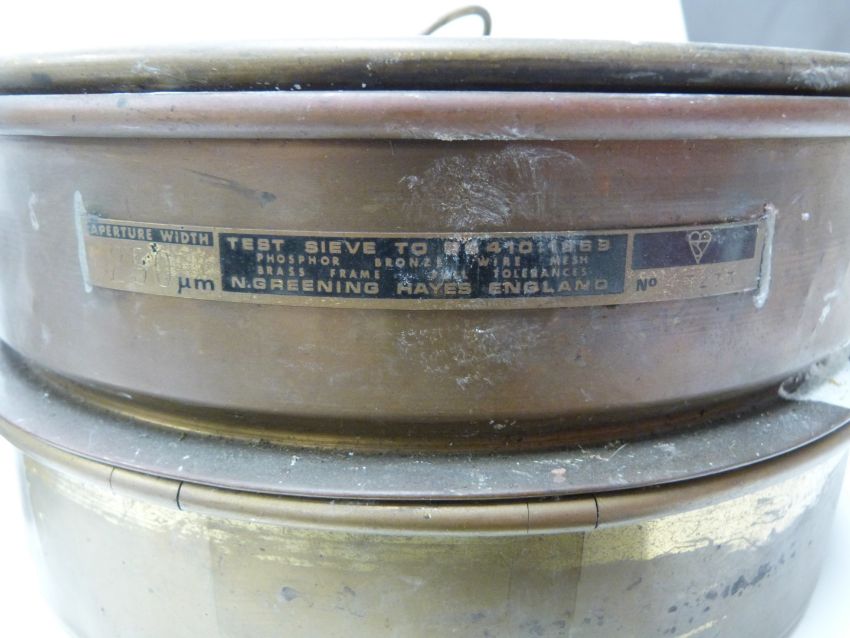 APERTURE WIDTH
µm
TEST SIEVE TO BS 410:1969
PHOSPHOR BRONZE WIRE MESH
BRASS FRAME FULL TOLERANCES
N.GREENING HAYES ENGLAND
No